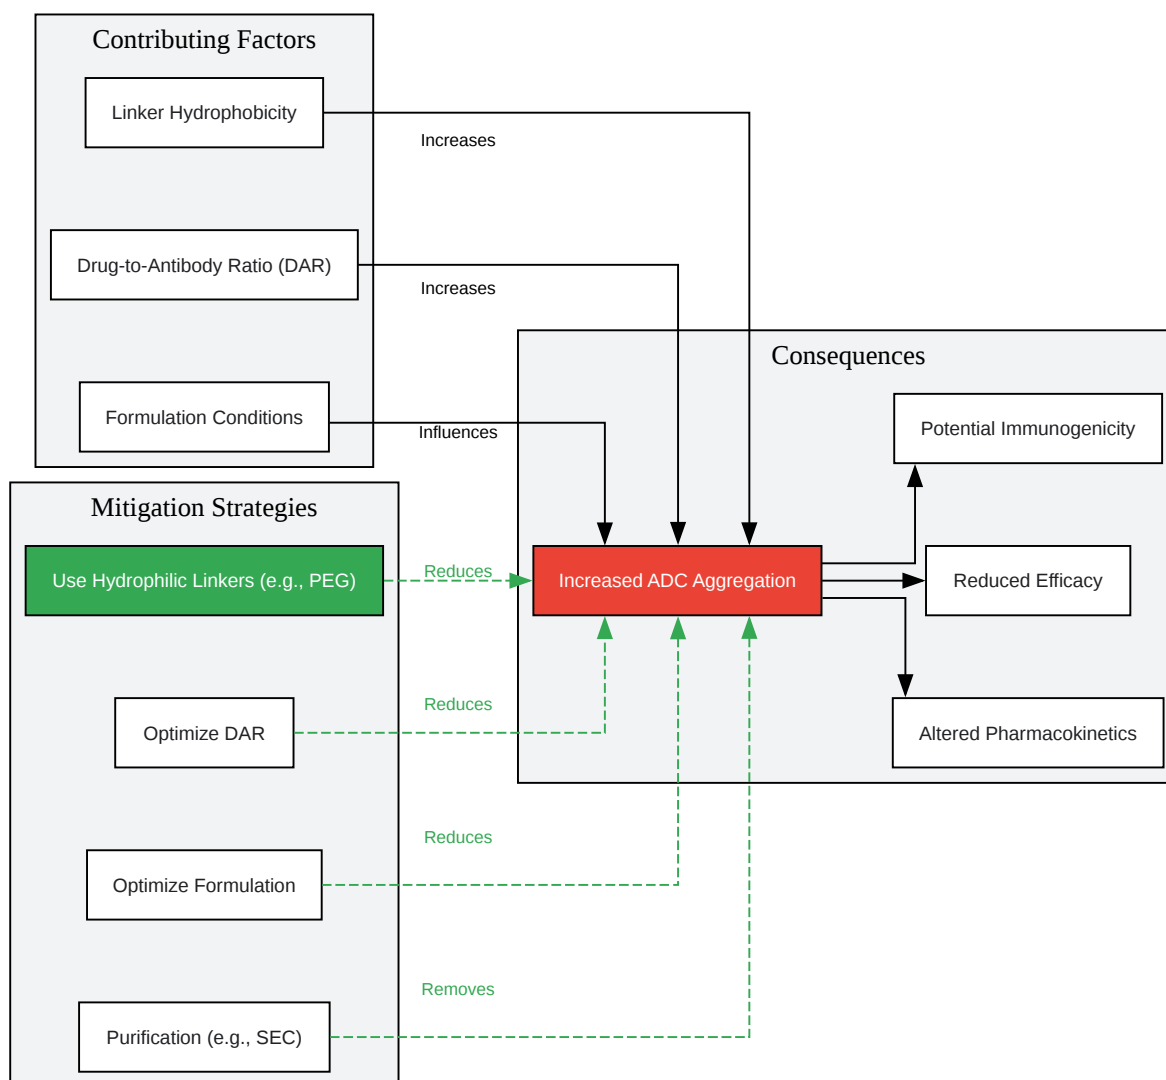 Contributing Factors
Linker Hydrophobicity
Increases
Drug-to-Antibody Ratio (DAR)
Increases
Formulation Conditions
Influences
Consequences
Potential Immunogenicity
Mitigation Strategies
Use Hydrophilic Linkers (e.g., PEG)
Reduces
Increased ADC Aggregation
Reduced Efficacy
Optimize DAR
Reduces
Altered Pharmacokinetics
Optimize Formulation
Reduces
Purification (e.g., SEC)
Removes